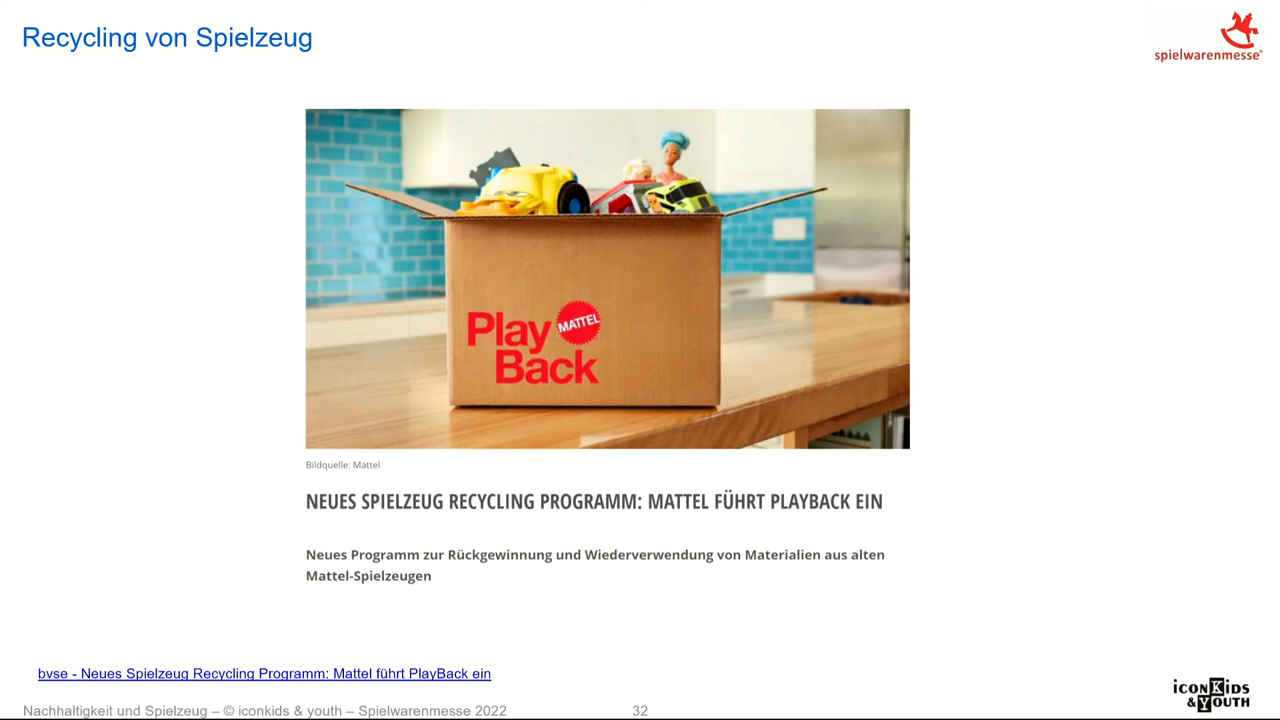 Recycling von Spielzeug
spielwarenmesse®
Play
MATTEL
Back
Bildquelle: Mattel
NEUES SPIELZEUG RECYCLING PROGRAMM: MATTEL FÜHRT PLAYBACK EIN
Neues Programm zur Rückgewinnung und Wiederverwendung von Materialien aus alten
Mattel-Spielzeugen
bvse - Neues Spielzeug Recycling Programm: Mattel führt PlayBack ein
iconKids
&YOUTH
Nachhaltigkeit und Spielzeug – © iconkids & youth – Spielwarenmesse 2022
32